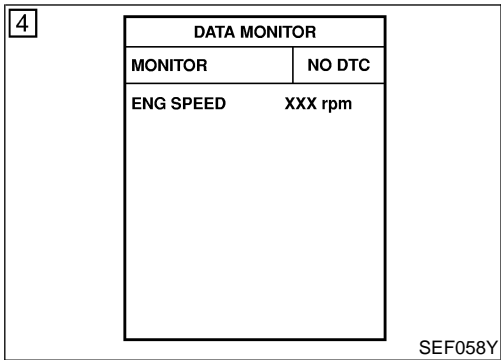 4
DATA MONITOR
MONITOR NO DTC
ENG SPEED XXX rpm
SEF058Y